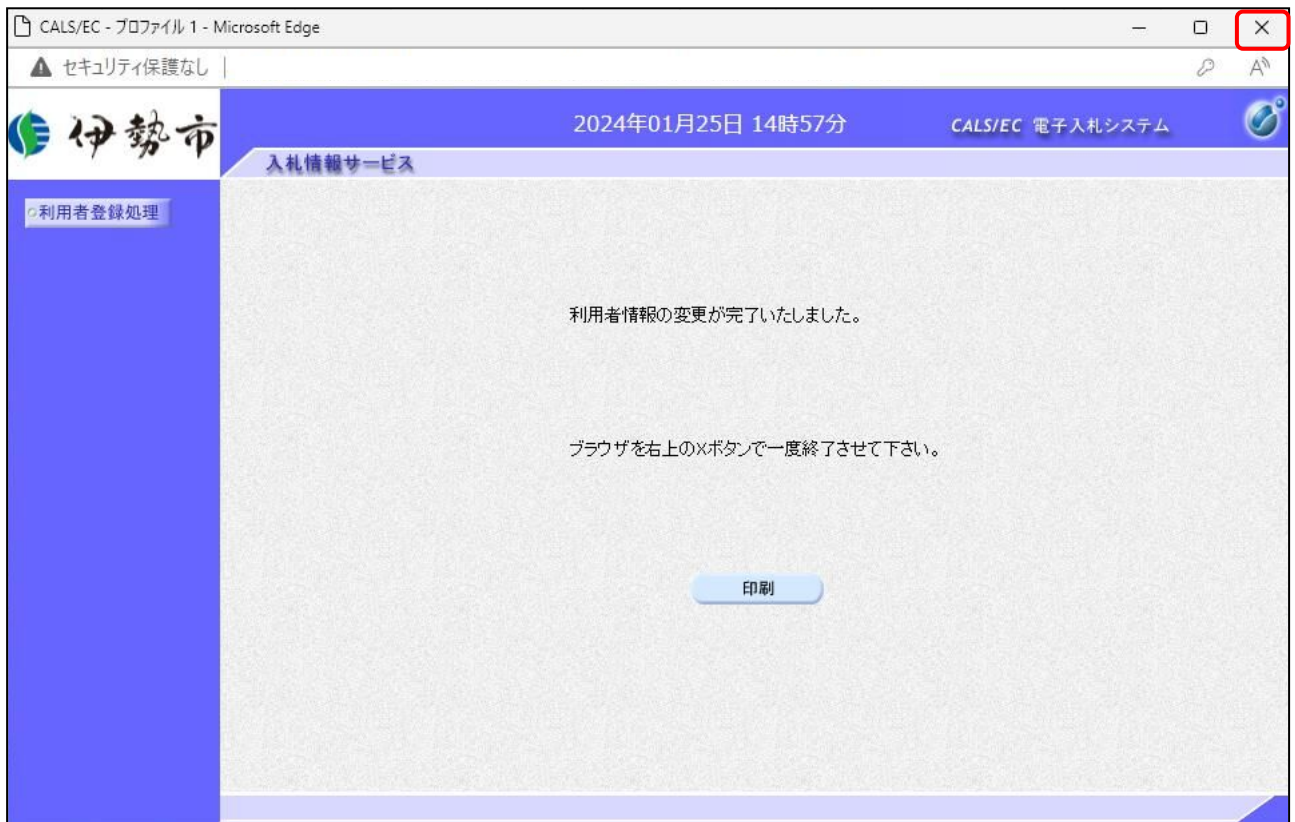 CALS/EC - プロファイル 1 - Microsoft Edge
セキュリティ保護なし
伊勢市
2024年01月25日 14時57分
CALS/EC 電子入札システム
入札情報サービス
利用者登録処理
利用者情報の変更が完了いたしました。
ブラウザを右上のXボタンで一度終了させて下さい。
印刷